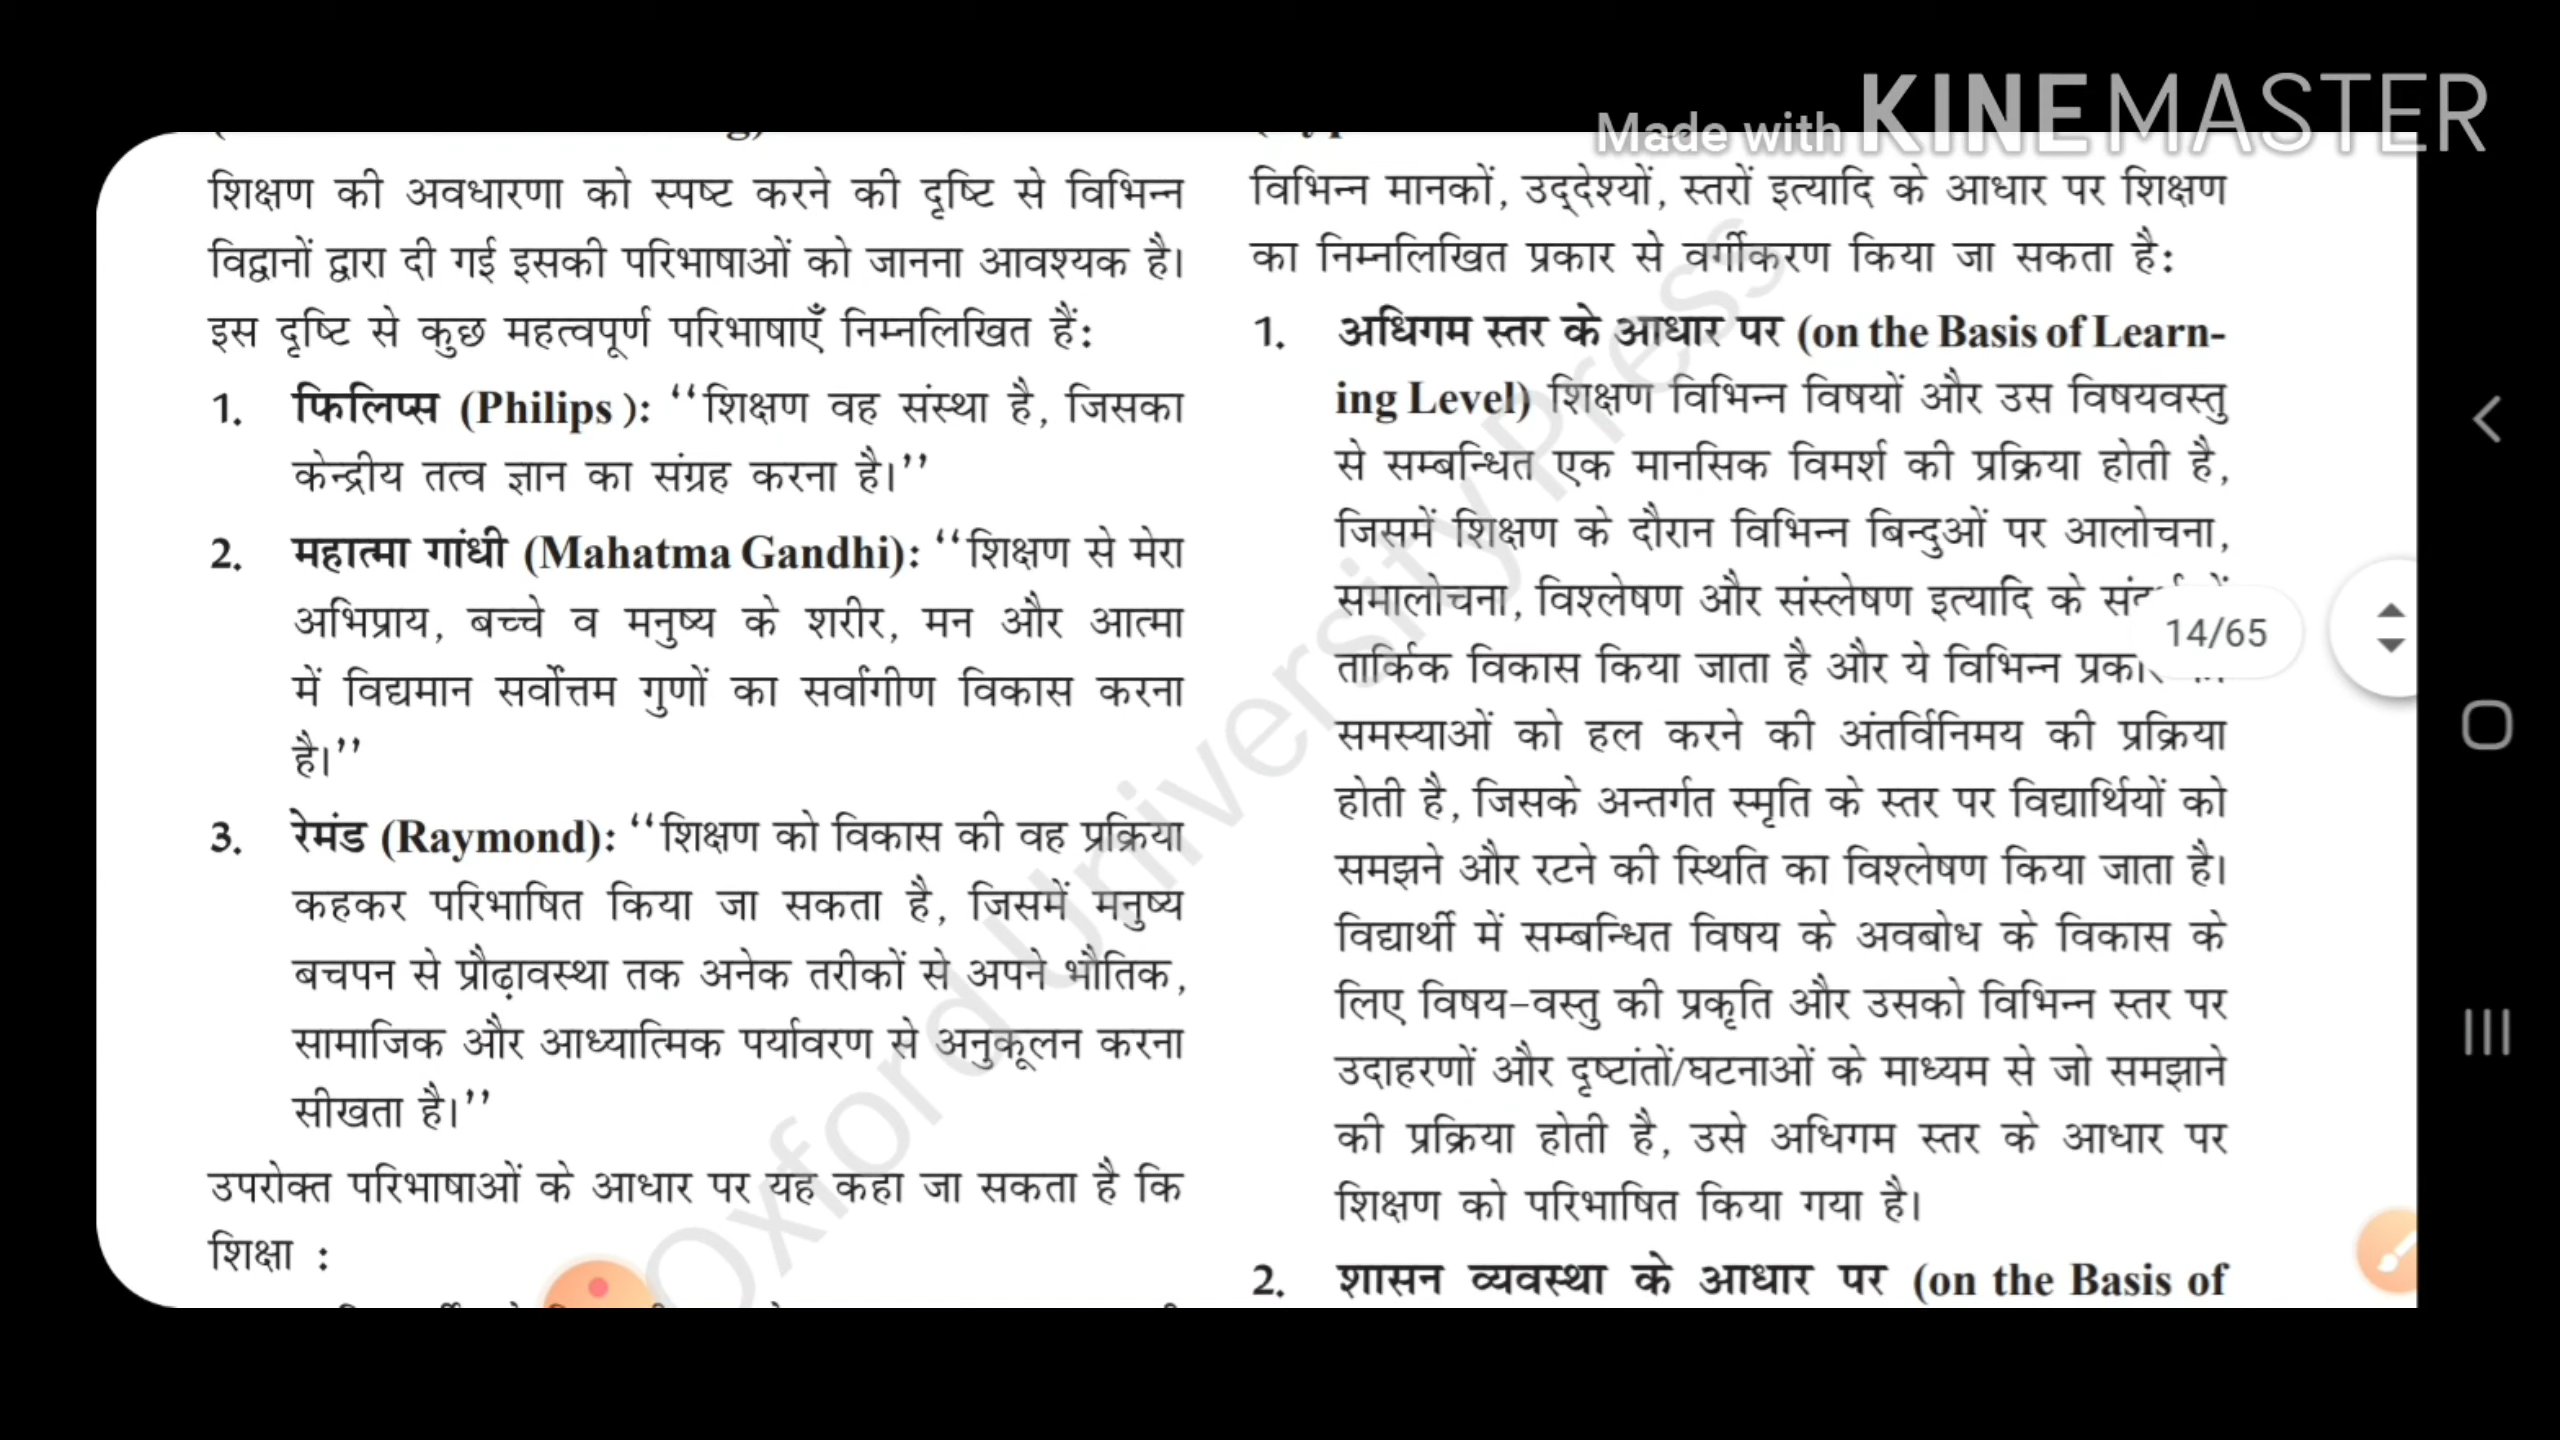 Made with KINEMASTER
शिक्षण की अवधारणा को स्पष्ट करने की दृष्टि से विभिन्न
विद्वानों द्वारा दी गई इसकी परिभाषाओं को जानना आवश्यक है।
इस दृष्टि से कुछ महत्वपूर्ण परिभाषाएँ निम्नलिखित हैं:
1. फिलिप्स (Philips ): ‘‘शिक्षण वह संस्था है, जिसका
केन्द्रीय तत्व ज्ञान का संग्रह करना है।’’
2. महात्मा गांधी (Mahatma Gandhi): ‘‘शिक्षण से मेरा
अभिप्राय, बच्चे व मनुष्य के शरीर, मन और आत्मा
में विद्यमान सर्वोत्तम गुणों का सर्वांगीण विकास करना
है।’’
3. रेमंड (Raymond): ‘‘शिक्षण को विकास की वह प्रक्रिया
कहकर परिभाषित किया जा सकता है, जिसमें मनुष्य
बचपन से प्रौढ़ावस्था तक अनेक तरीकों से अपने भौतिक,
सामाजिक और आध्यात्मिक पर्यावरण से अनुकूलन करना
सीखता है।’’
उपरोक्त परिभाषाओं के आधार पर यह कहा जा सकता है कि
शिक्षा :
विभिन्न मानकों, उद्देश्यों, स्तरों इत्यादि के आधार पर शिक्षण
का निम्नलिखित प्रकार से वर्गीकरण किया जा सकता है:
1. अधिगम स्तर के आधार पर (on the Basis of Learn-
ing Level) शिक्षण विभिन्न विषयों और उस विषयवस्तु
से सम्बन्धित एक मानसिक विमर्श की प्रक्रिया होती है,
जिसमें शिक्षण के दौरान विभिन्न बिन्दुओं पर आलोचना,
समालोचना, विश्लेषण और संस्लेषण इत्यादि के
तार्किक विकास किया जाता है और ये विभिन्न
समस्याओं को हल करने की अंतर्विनिमय की प्रक्रिया
होती है, जिसके अन्तर्गत स्मृति के स्तर पर विद्यार्थियों को
समझने और रटने की स्थिति का विश्लेषण किया जाता है।
विद्यार्थी में सम्बन्धित विषय के अवबोध के विकास के
लिए विषय-वस्तु की प्रकृति और उसको विभिन्न स्तर पर
उदाहरणों और दृष्टांतों/घटनाओं के माध्यम से जो समझाने
की प्रक्रिया होती है, उसे अधिगम स्तर के आधार पर
शिक्षण को परिभाषित किया गया है।
2. शासन व्यवस्था के आधार पर (on the Basis of
14/65
Oxford University Press